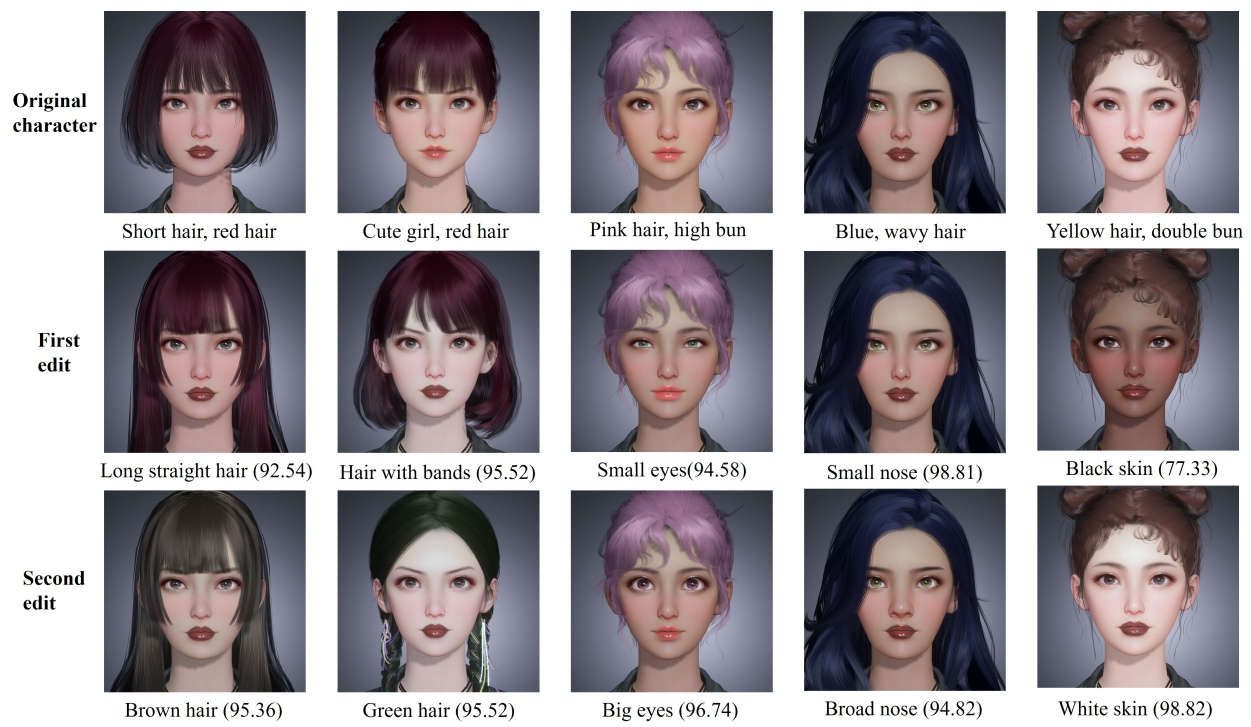 Original
character
Short hair, red hair
Cute girl, red hair
Pink hair, high bun
Blue, wavy hair
Yellow hair, double bun
First
edit
Long straight hair (92.54)
Hair with bands (95.52)
Small eyes(94.58)
Small nose (98.81)
Black skin (77.33)
Second
edit
Brown hair (95.36)
Green hair (95.52)
Big eyes (96.74)
Broad nose (94.82)
White skin (98.82)